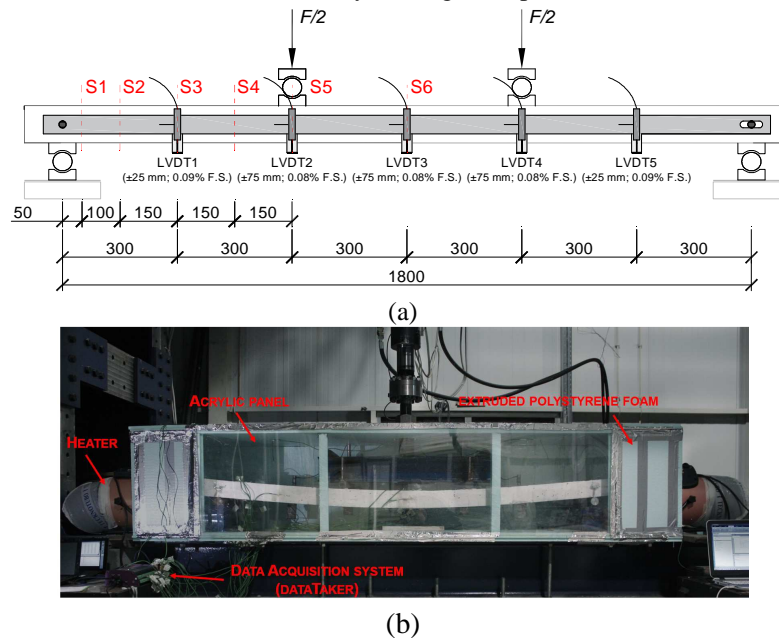 F/2 F/2
S1 S2 S3 S4 S5 S6
LVDT1 LVDT2 LVDT3 LVDT4 LVDT5
(±25 mm; 0.09% F.S.) (±75 mm; 0.08% F.S.) (±75 mm; 0.08% F.S.) (±75 mm; 0.08% F.S.) (±25 mm; 0.09% F.S.)
50 100 150 150 150
300 300 300 300 300 300
1800
(a)
ACRYLIC PANEL
EXTRUDED POLYSTYRENE FOAM
HEATER
DATA ACQUISITION SYSTEM
(DATATAKER)
(b)